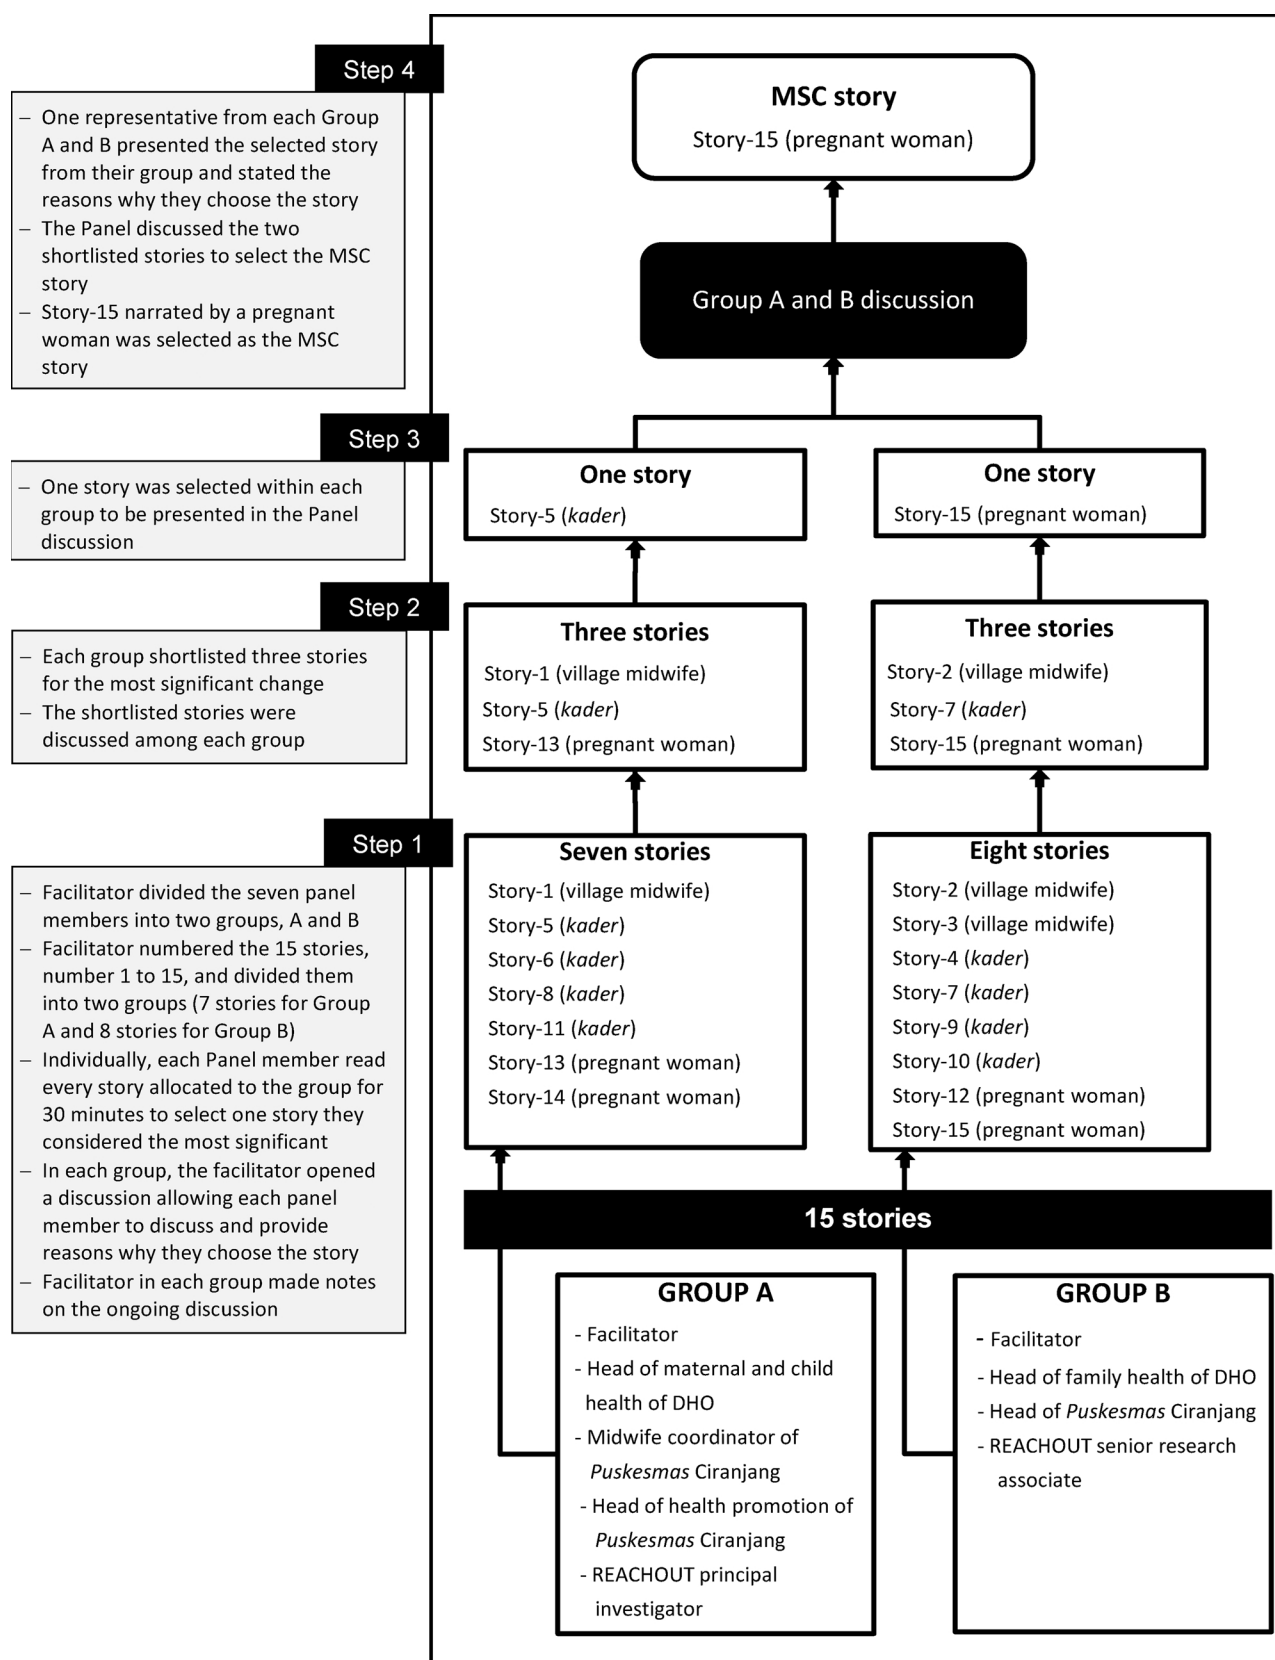 Step 4
– One representative from each Group
A and B presented the selected story
from their group and stated the
reasons why they choose the story
– The Panel discussed the two
shortlisted stories to select the MSC
story
– Story-15 narrated by a pregnant
woman was selected as the MSC
story
MSC story
Story-15 (pregnant woman)
Group A and B discussion
Step 3
– One story was selected within each
group to be presented in the Panel
discussion
One story
Story-5 (kader)
One story
Story-15 (pregnant woman)
Step 2
– Each group shortlisted three stories
for the most significant change
– The shortlisted stories were
discussed among each group
Three stories
Story-1 (village midwife)
Story-5 (kader)
Story-13 (pregnant woman)
Three stories
Story-2 (village midwife)
Story-7 (kader)
Story-15 (pregnant woman)
Step 1
– Facilitator divided the seven panel
members into two groups, A and B
– Facilitator numbered the 15 stories,
number 1 to 15, and divided them
into two groups (7 stories for Group
A and 8 stories for Group B)
– Individually, each Panel member read
every story allocated to the group for
30 minutes to select one story they
considered the most significant
– In each group, the facilitator opened
a discussion allowing each panel
member to discuss and provide
reasons why they choose the story
– Facilitator in each group made notes
on the ongoing discussion
Seven stories
Story-1 (village midwife)
Story-5 (kader)
Story-6 (kader)
Story-8 (kader)
Story-11 (kader)
Story-13 (pregnant woman)
Story-14 (pregnant woman)
Eight stories
Story-2 (village midwife)
Story-3 (village midwife)
Story-4 (kader)
Story-7 (kader)
Story-9 (kader)
Story-10 (kader)
Story-12 (pregnant woman)
Story-15 (pregnant woman)
15 stories
GROUP A
- Facilitator
- Head of maternal and child
health of DHO
- Midwife coordinator of
Puskesmas Ciranjang
- Head of health promotion of
Puskesmas Ciranjang
- REACHOUT principal
investigator
GROUP B
- Facilitator
- Head of family health of DHO
- Head of Puskesmas Ciranjang
- REACHOUT senior research
associate